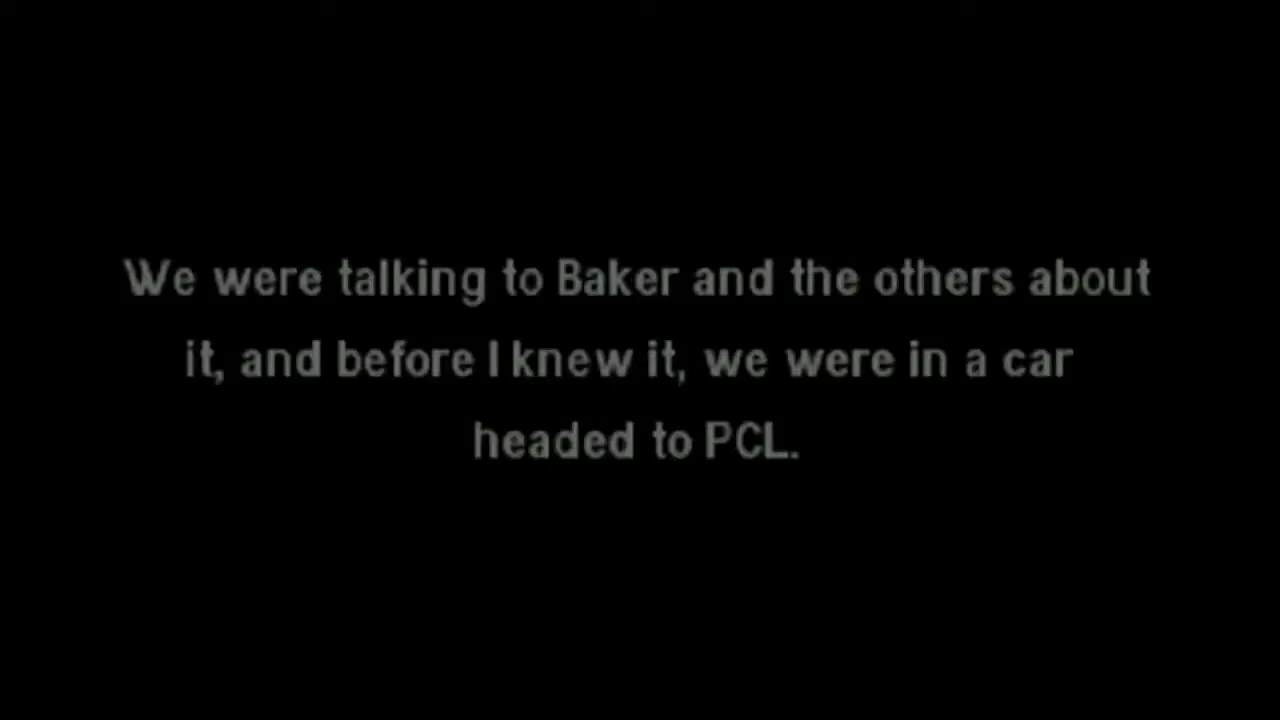 We were talking to Baker and the others about
it, and before I knew it, we were in a car
headed to PCL.